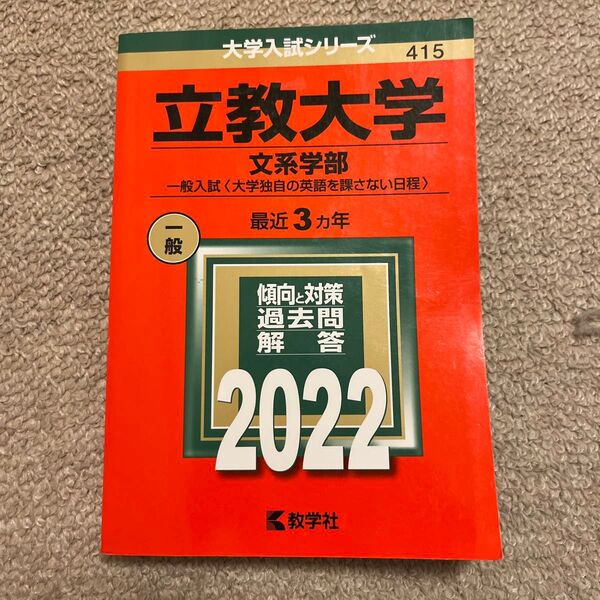 大学入試シリーズ
415
立教大学
文系学部
一般入試〈大学独自の英語を課さない日程〉
最近3カ年
一般
傾向と対策
過去問
解答
2022
教学社